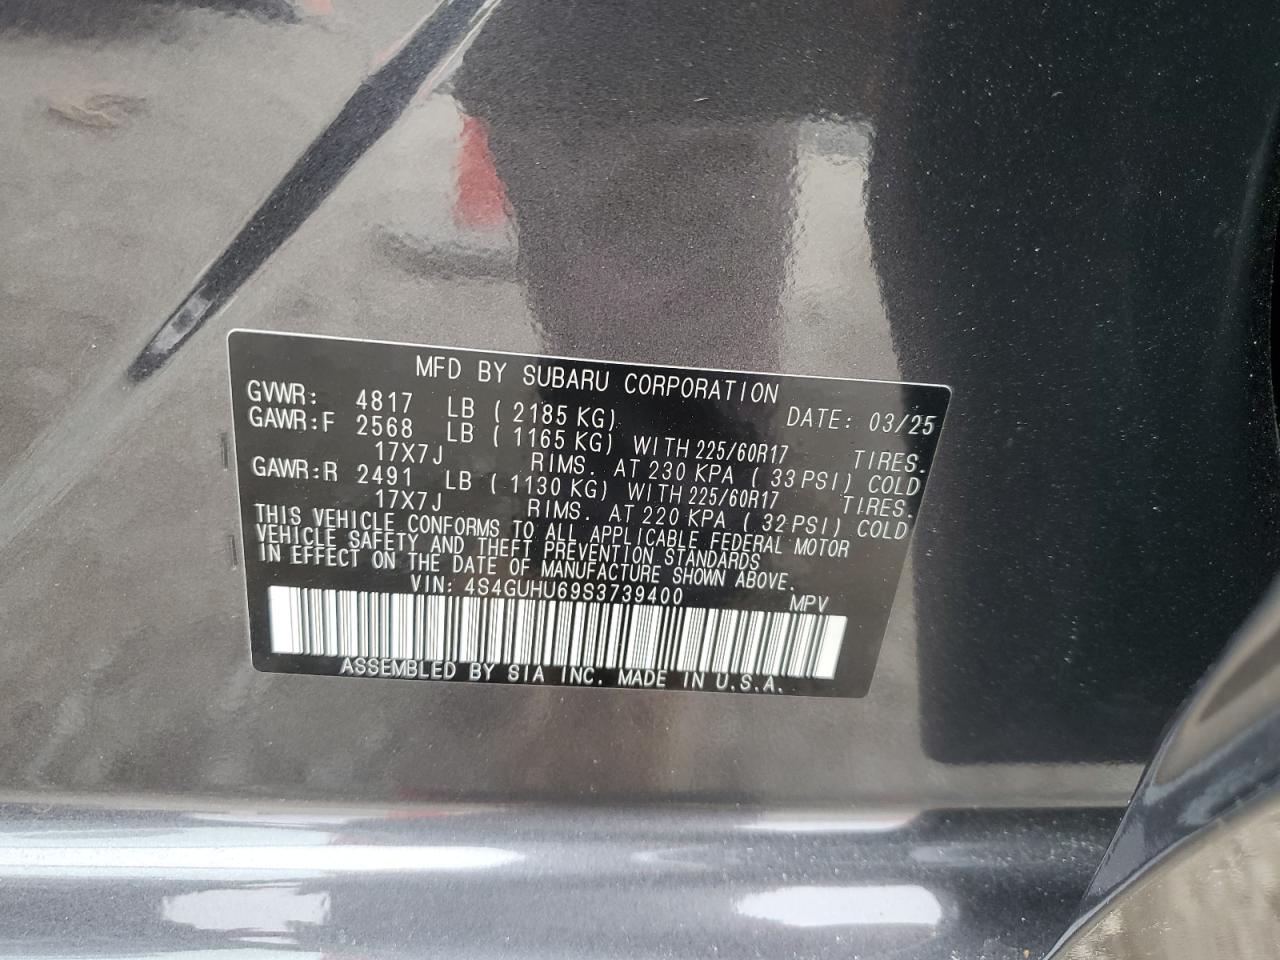 MFD BY SUBARU CORPORATION
GVWR: 4817 LB ( 2185 KG) DATE: 03/25
GAWR:F 2568 LB ( 1165 KG) WITH 225/60R17 TIRES.
17X7J RIMS. AT 230 KPA ( 33 PSI) COLD
GAWR:R 2491 LB ( 1130 KG) WITH 225/60R17 TIRES.
17X7J RIMS. AT 220 KPA ( 32 PSI) COLD
THIS VEHICLE CONFORMS TO ALL APPLICABLE FEDERAL MOTOR
VEHICLE SAFETY AND THEFT PREVENTION STANDARDS
IN EFFECT ON THE DATE OF MANUFACTURE SHOWN ABOVE.
VIN: 4S4GUHU69S3739400 MPV
ASSEMBLED BY SIA INC. MADE IN U.S.A.